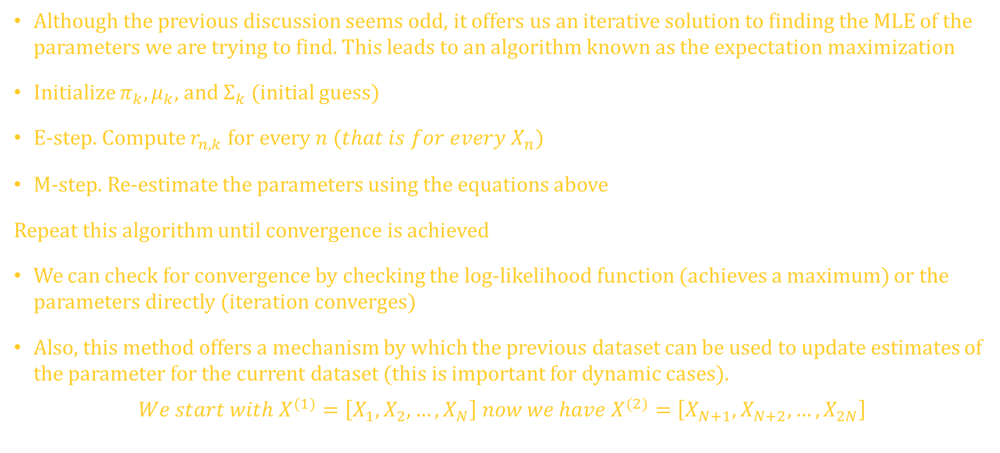 • Although the previous discussion seems odd, it offers us an iterative solution to finding the MLE of the
parameters we are trying to find. This leads to an algorithm known as the expectation maximization
• Initialize π_k, μ_k, and Σ_k (initial guess)
• E-step. Compute r_{n,k} for every n (that is for every X_n)
• M-step. Re-estimate the parameters using the equations above
Repeat this algorithm until convergence is achieved
• We can check for convergence by checking the log-likelihood function (achieves a maximum) or the
parameters directly (iteration converges)
• Also, this method offers a mechanism by which the previous dataset can be used to update estimates of
the parameter for the current dataset (this is important for dynamic cases).
We start with X^{(1)} = [X_1, X_2, … , X_N] now we have X^{(2)} = [X_{N+1}, X_{N+2}, … , X_{2N}]